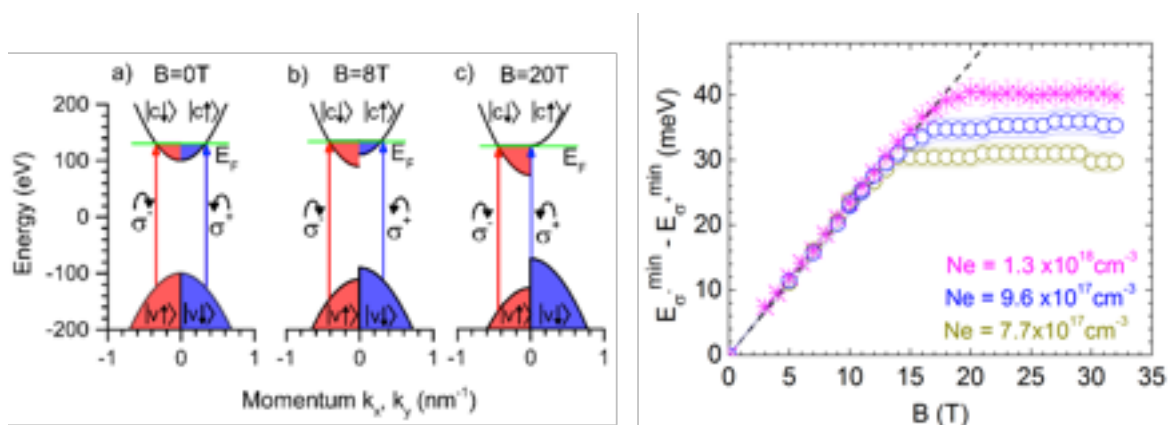 a) B=0T b) B=8T c) B=20T
200
100
0
-100
-200
Energy (eV)
|c↓⟩ |c↑⟩ |c↓⟩ |c↑⟩ |c↓⟩ |c↑⟩
E_F E_F E_F
σ- σ+ σ- σ+ σ- σ+
|v↑⟩ |v↓⟩ |v↑⟩ |v↓⟩ |v↑⟩ |v↓⟩
-1 0 1 -1 0 1 -1 0 1
Momentum k_x, k_y (nm⁻¹)
E_σ-^min - E_σ+^min (meV)
40
30
20
10
0
Ne = 1.3 x10¹⁸cm⁻³
Ne = 9.6 x10¹⁷cm⁻³
Ne = 7.7x10¹⁷cm⁻³
0 5 10 15 20 25 30 35
B (T)